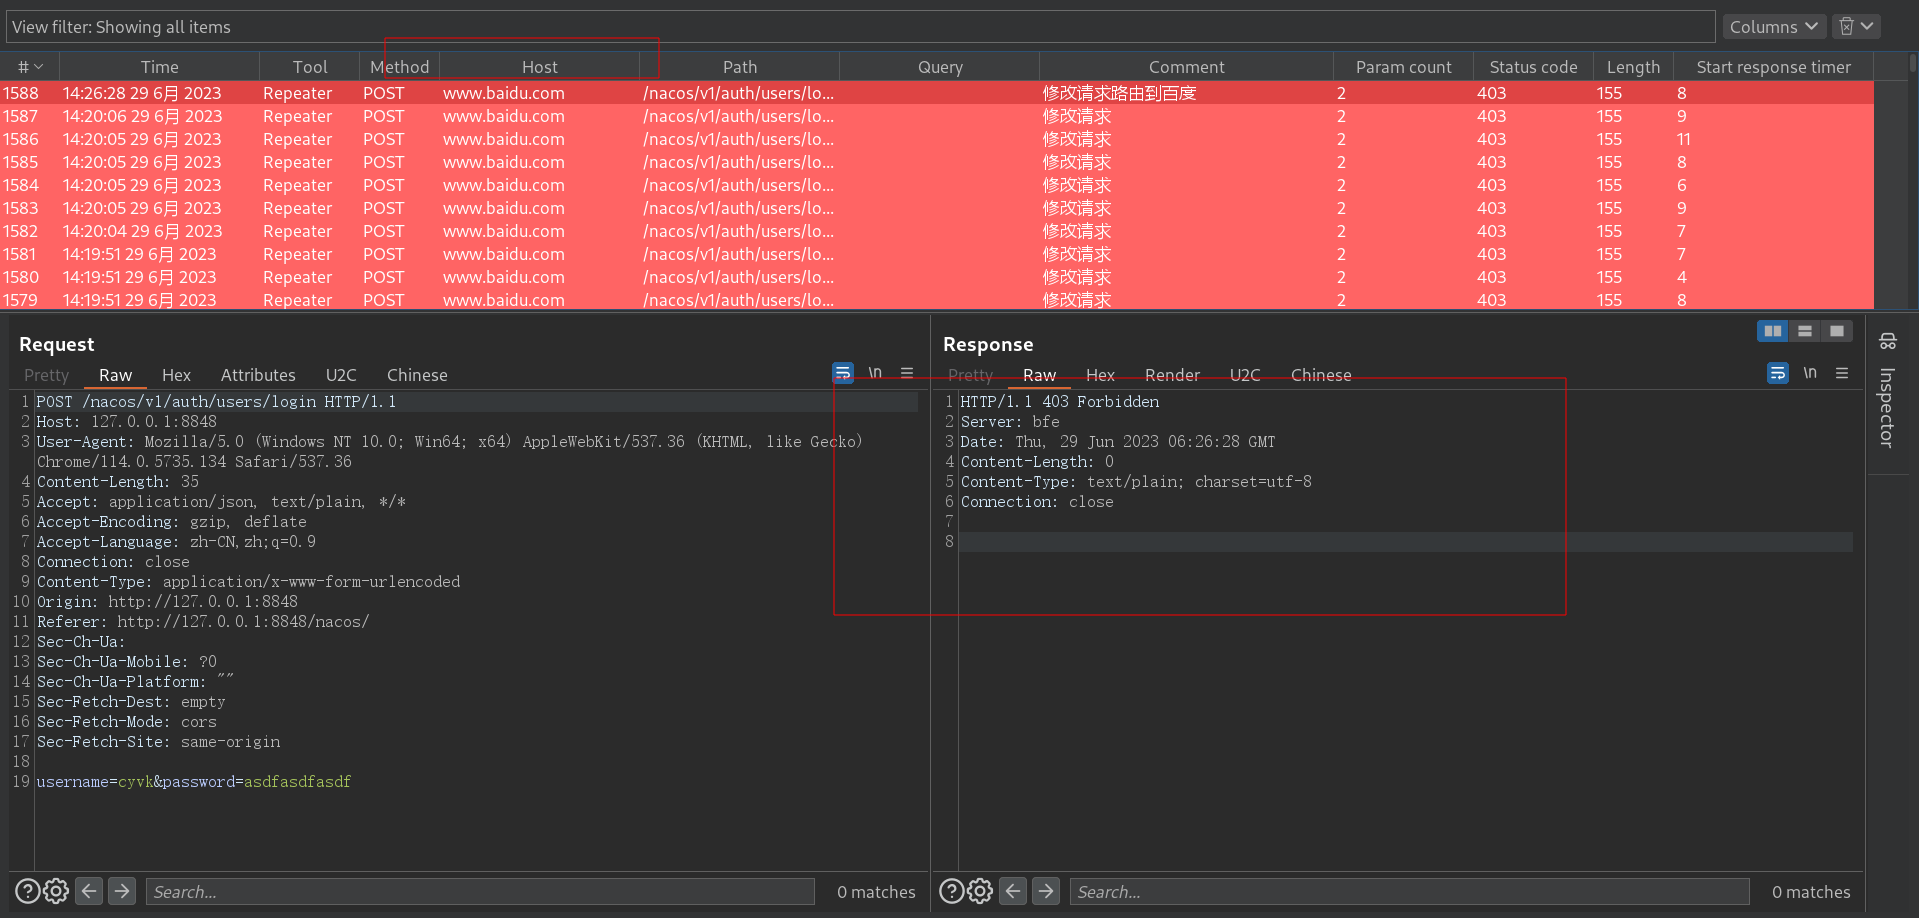 View filter: Showing all items
Columns
# Time Tool Method Host Path Query Comment Param count Status code Length Start response timer
1588 14:26:28 29 6月 2023 Repeater POST www.baidu.com /nacos/v1/auth/users/lo... 修改请求路由到百度 2 403 155 8
1587 14:20:06 29 6月 2023 Repeater POST www.baidu.com /nacos/v1/auth/users/lo... 修改请求 2 403 155 9
1586 14:20:05 29 6月 2023 Repeater POST www.baidu.com /nacos/v1/auth/users/lo... 修改请求 2 403 155 11
1585 14:20:05 29 6月 2023 Repeater POST www.baidu.com /nacos/v1/auth/users/lo... 修改请求 2 403 155 8
1584 14:20:05 29 6月 2023 Repeater POST www.baidu.com /nacos/v1/auth/users/lo... 修改请求 2 403 155 6
1583 14:20:05 29 6月 2023 Repeater POST www.baidu.com /nacos/v1/auth/users/lo... 修改请求 2 403 155 9
1582 14:20:04 29 6月 2023 Repeater POST www.baidu.com /nacos/v1/auth/users/lo... 修改请求 2 403 155 7
1581 14:19:51 29 6月 2023 Repeater POST www.baidu.com /nacos/v1/auth/users/lo... 修改请求 2 403 155 7
1580 14:19:51 29 6月 2023 Repeater POST www.baidu.com /nacos/v1/auth/users/lo... 修改请求 2 403 155 4
1579 14:19:51 29 6月 2023 Repeater POST www.baidu.com /nacos/v1/auth/users/lo... 修改请求 2 403 155 8
Request
Pretty Raw Hex Attributes U2C Chinese \n
1 POST /nacos/v1/auth/users/login HTTP/1.1
2 Host: 127.0.0.1:8848
3 User-Agent: Mozilla/5.0 (Windows NT 10.0; Win64; x64) AppleWebKit/537.36 (KHTML, like Gecko)
Chrome/114.0.5735.134 Safari/537.36
4 Content-Length: 35
5 Accept: application/json, text/plain, */*
6 Accept-Encoding: gzip, deflate
7 Accept-Language: zh-CN,zh;q=0.9
8 Connection: close
9 Content-Type: application/x-www-form-urlencoded
10 Origin: http://127.0.0.1:8848
11 Referer: http://127.0.0.1:8848/nacos/
12 Sec-Ch-Ua:
13 Sec-Ch-Ua-Mobile: ?0
14 Sec-Ch-Ua-Platform: ""
15 Sec-Fetch-Dest: empty
16 Sec-Fetch-Mode: cors
17 Sec-Fetch-Site: same-origin
18
19 username=cyvk&password=asdfasdfasdf
Search...
0 matches
Response
Pretty Raw Hex Render U2C Chinese \n
1 HTTP/1.1 403 Forbidden
2 Server: bfe
3 Date: Thu, 29 Jun 2023 06:26:28 GMT
4 Content-Length: 0
5 Content-Type: text/plain; charset=utf-8
6 Connection: close
7
8
Search...
0 matches
Inspector